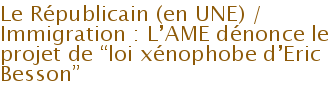 Le Républicain (en UNE) /
Immigration : L’AME dénonce le
projet de “loi xénophobe d’Eric
Besson”